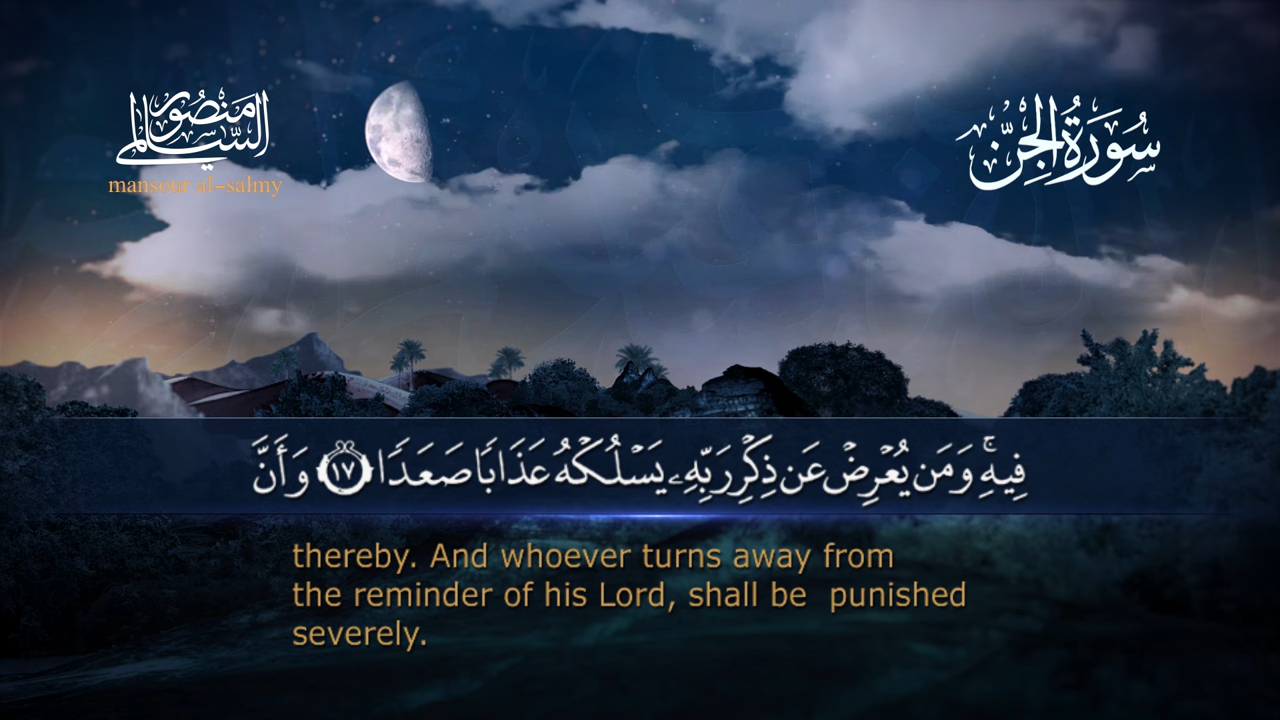 منصور
السالمي
mansour al-salmy
سُورَةُ الجِنّ
فِيهِۚ وَمَن يُعْرِضْ عَن ذِكْرِ رَبِّهِۦ يَسْلُكْهُ عَذَابًا صَعَدًا ١٧ وَأَنَّ
thereby. And whoever turns away from
the reminder of his Lord, shall be punished
severely.